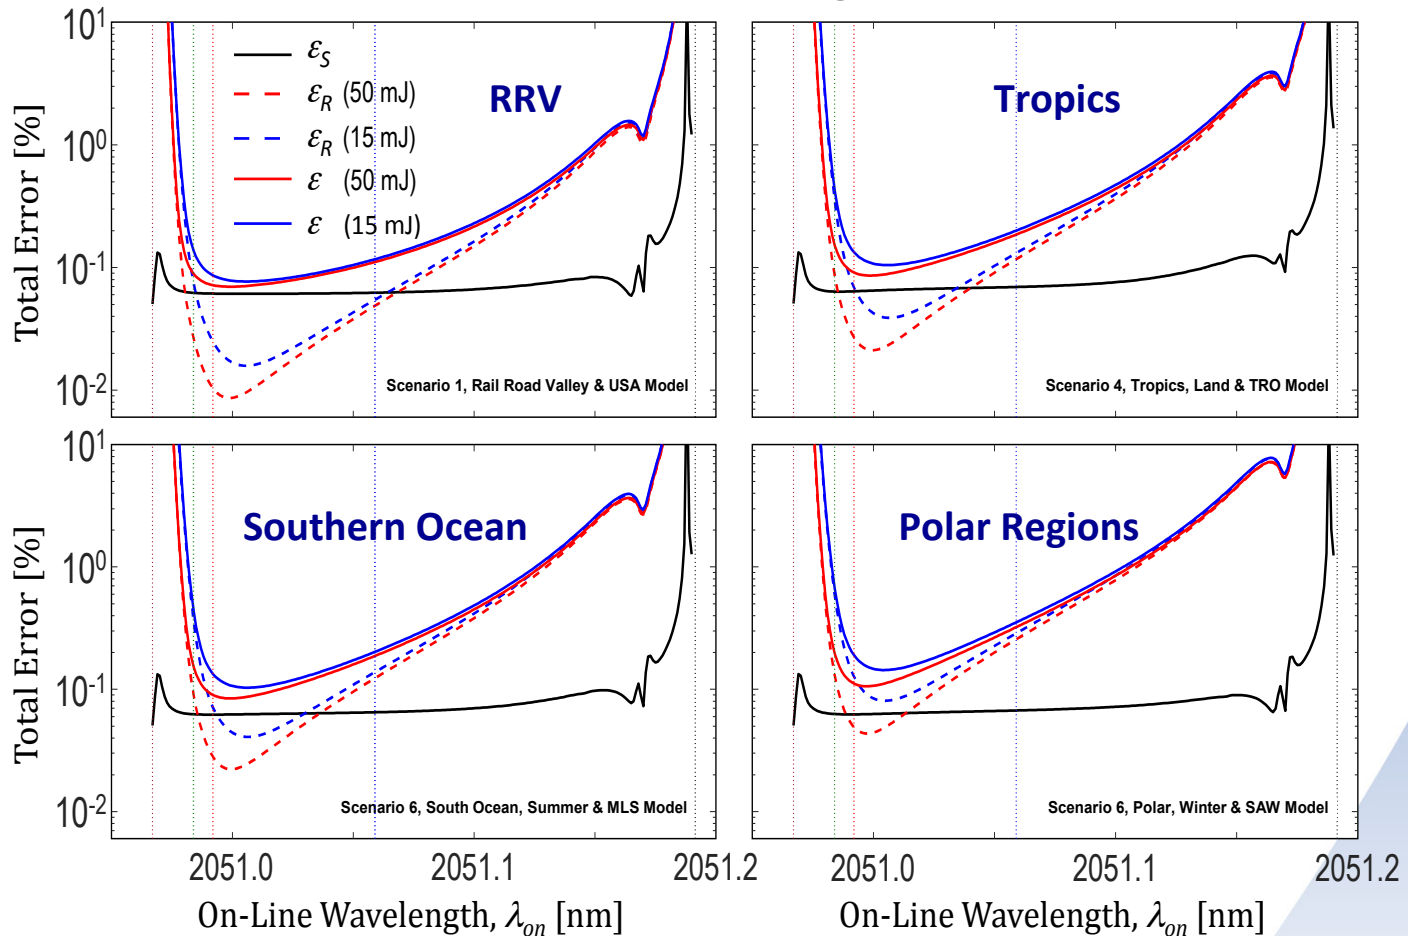 10¹
10⁰
10⁻¹
10⁻²
Total Error [%]
ε_S
ε_R (50 mJ)
ε_R (15 mJ)
ε (50 mJ)
ε (15 mJ)
RRV
Scenario 1, Rail Road Valley & USA Model
Tropics
Scenario 4, Tropics, Land & TRO Model
10¹
10⁰
10⁻¹
10⁻²
Total Error [%]
Southern Ocean
Scenario 6, South Ocean, Summer & MLS Model
Polar Regions
Scenario 6, Polar, Winter & SAW Model
2051.0 2051.1 2051.2
2051.0 2051.1 2051.2
On-Line Wavelength, λ_on [nm]
On-Line Wavelength, λ_on [nm]